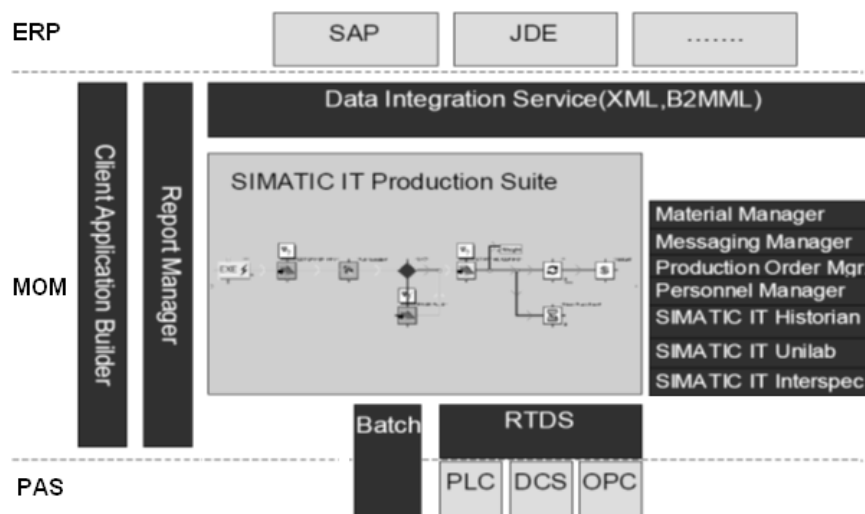 ERP
SAP
JDE
.......
Data Integration Service(XML,B2MML)
Client Application Builder
Report Manager
SIMATIC IT Production Suite
EXE
MOM
Material Manager
Messaging Manager
Production Order Mgr
Personnel Manager
SIMATIC IT Historian
SIMATIC IT Unilab
SIMATIC IT Interspec
Batch
RTDS
PAS
PLC
DCS
OPC